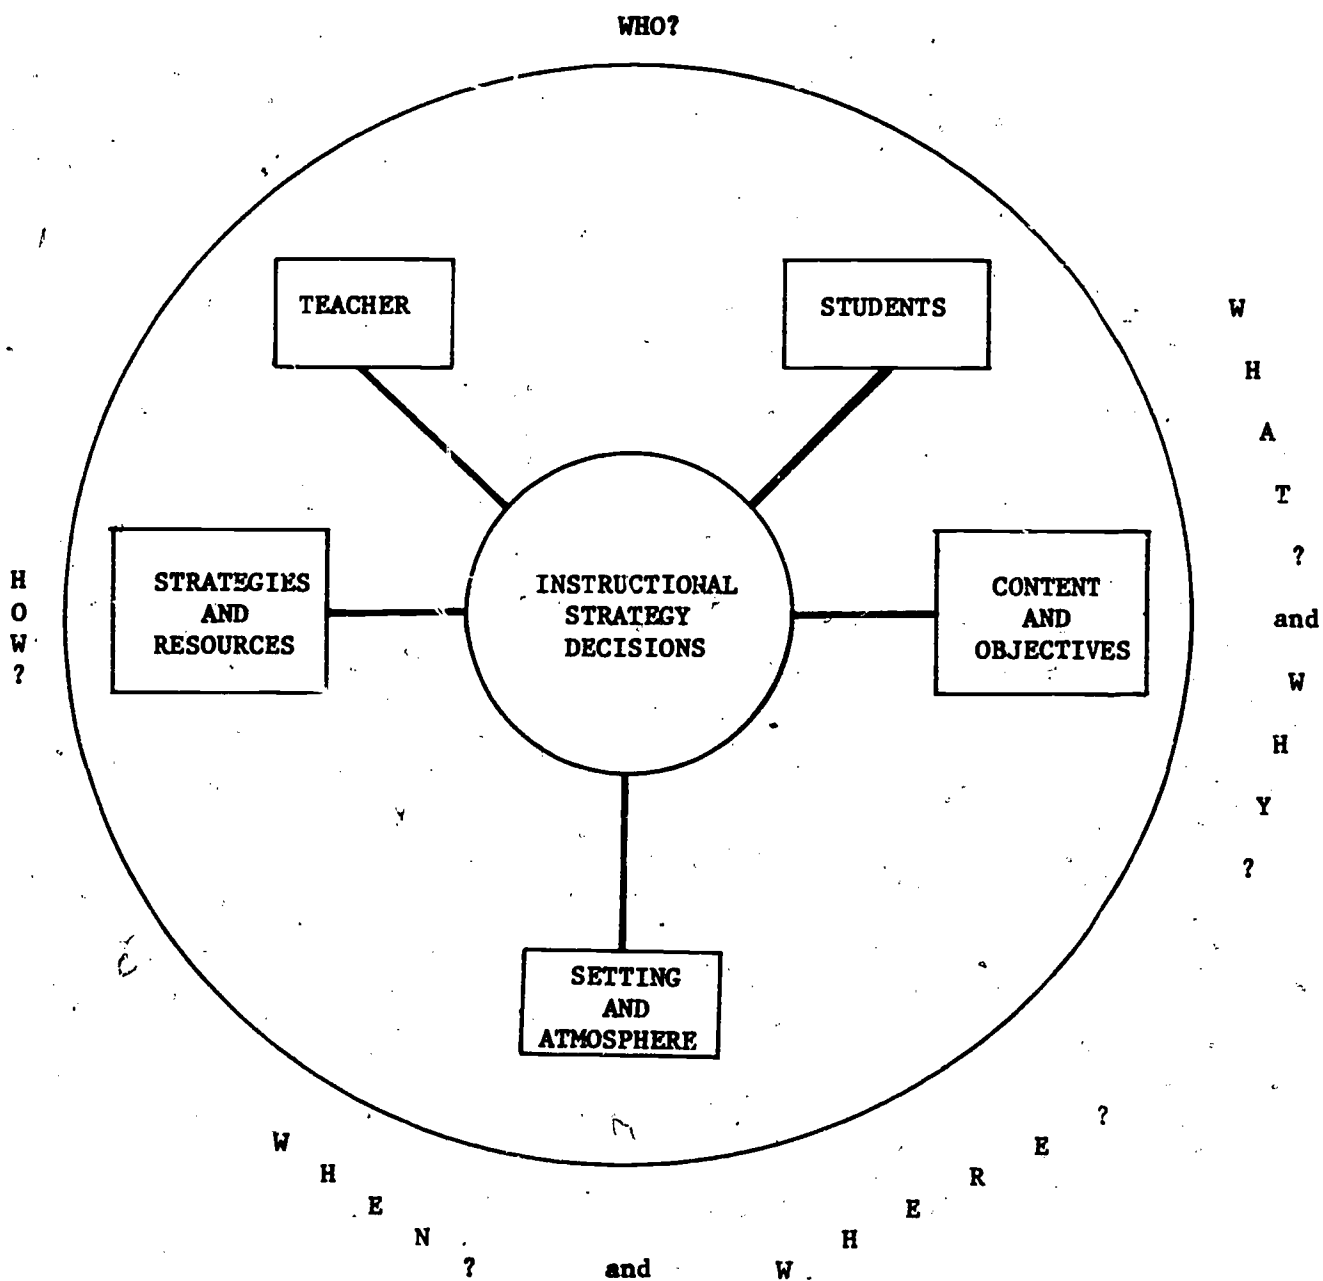 WHO?
TEACHER
STUDENTS
STRATEGIES
AND
RESOURCES
INSTRUCTIONAL
STRATEGY
DECISIONS
CONTENT
AND
OBJECTIVES
SETTING
AND
ATMOSPHERE
HOW?
WHAT? and WHY?
WHEN? and WHERE?